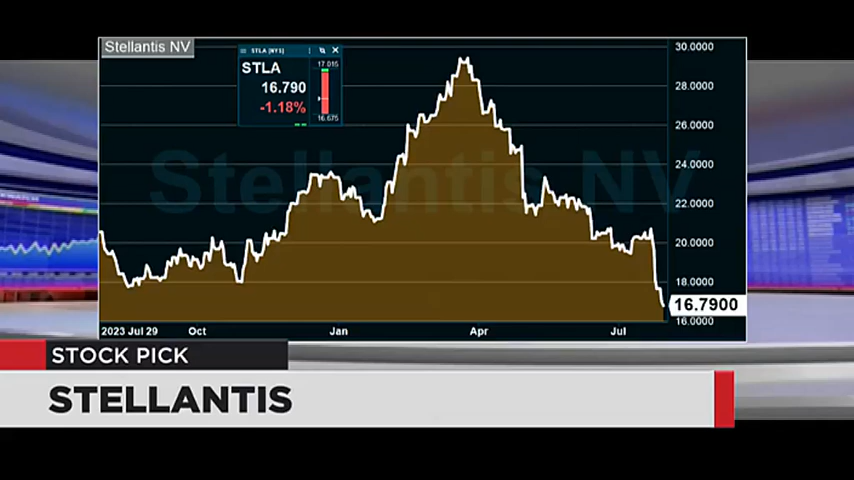 Stellantis NV
STLA [NYS]
STLA
16.790
-1.18%
17.015
16.675
Stellantis NV
30.0000
28.0000
26.0000
24.0000
22.0000
20.0000
18.0000
16.7900
16.0000
2023 Jul 29 Oct Jan Apr Jul
STOCK PICK
STELLANTIS